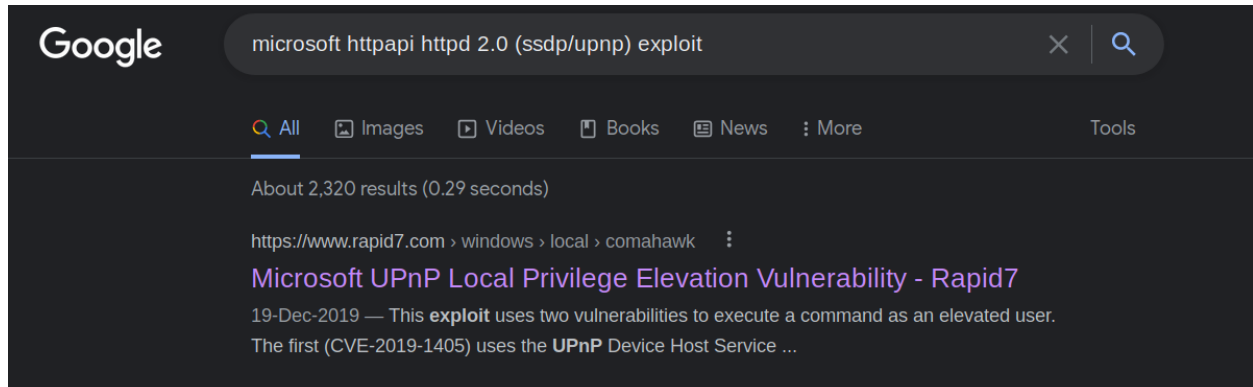 Google microsoft httpapi httpd 2.0 (ssdp/upnp) exploit
All Images Videos Books News More Tools
About 2,320 results (0.29 seconds)
https://www.rapid7.com › windows › local › comahawk
Microsoft UPnP Local Privilege Elevation Vulnerability - Rapid7
19-Dec-2019 — This exploit uses two vulnerabilities to execute a command as an elevated user.
The first (CVE-2019-1405) uses the UPnP Device Host Service ...